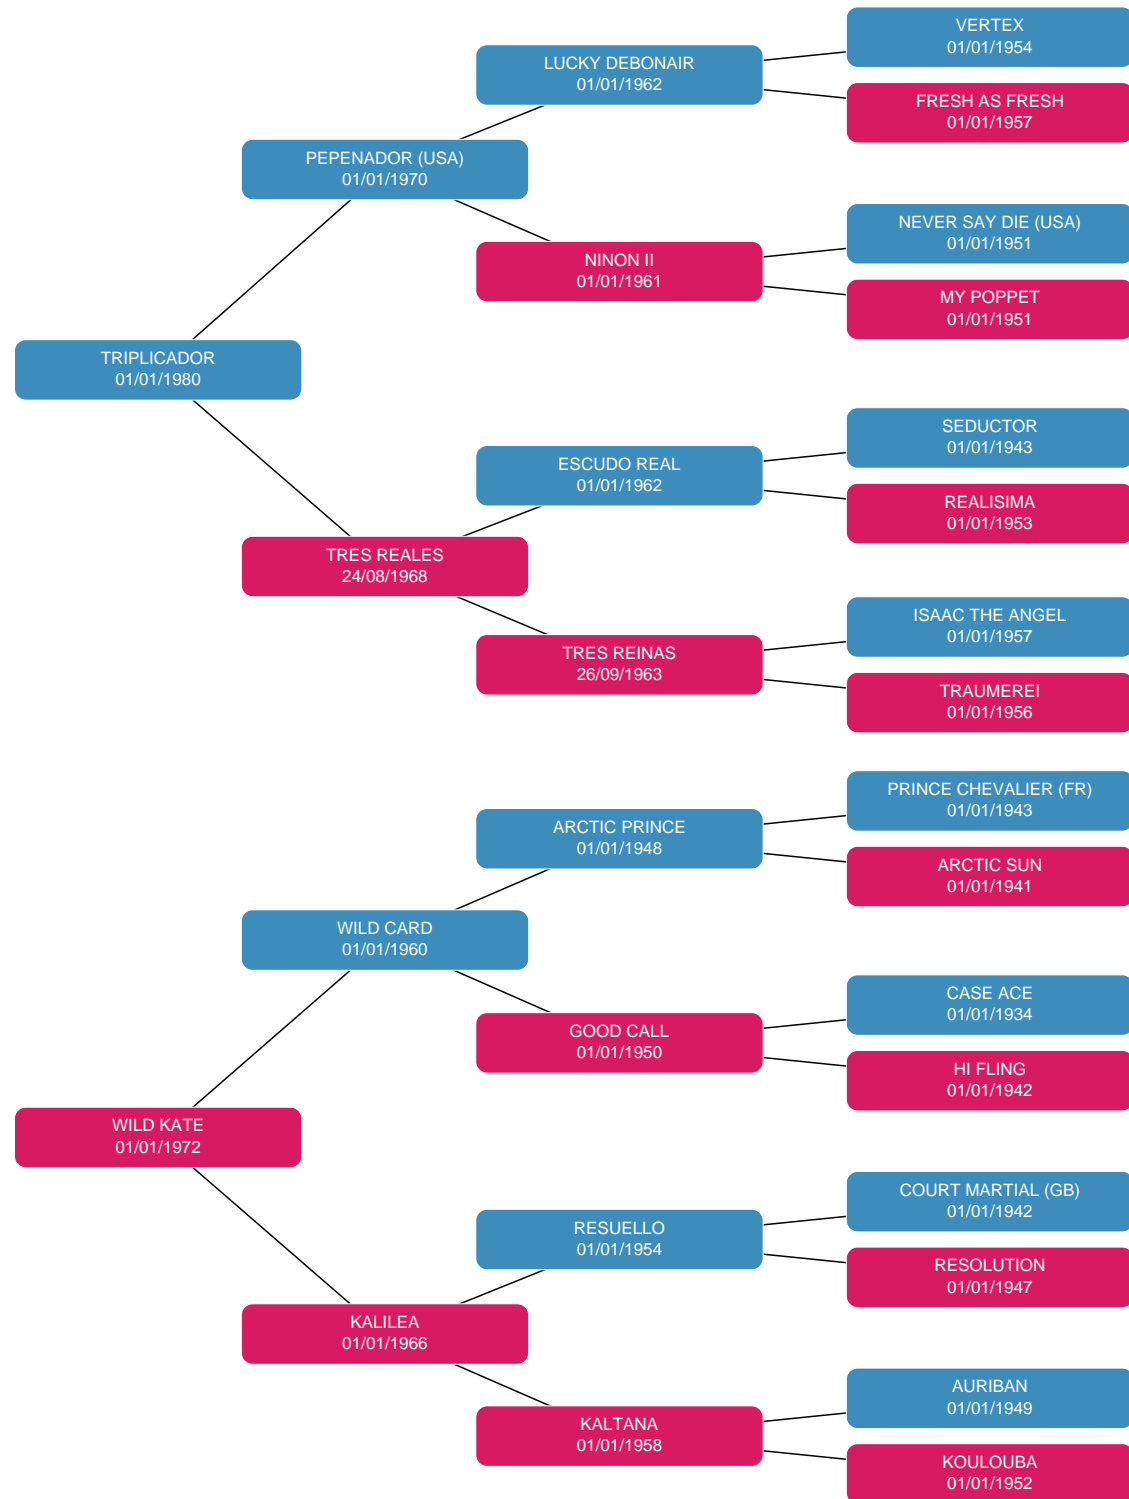 VERTEX
01/01/1954
LUCKY DEBONAIR
01/01/1962
FRESH AS FRESH
01/01/1957
PEPENADOR (USA)
01/01/1970
NEVER SAY DIE (USA)
01/01/1951
NINON II
01/01/1961
MY POPPET
01/01/1951
TRIPLICADOR
01/01/1980
SEDUCTOR
01/01/1943
ESCUDO REAL
01/01/1962
REALISIMA
01/01/1953
TRES REALES
24/08/1968
ISAAC THE ANGEL
01/01/1957
TRES REINAS
26/09/1963
TRAUMEREI
01/01/1956
PRINCE CHEVALIER (FR)
01/01/1943
ARCTIC PRINCE
01/01/1948
ARCTIC SUN
01/01/1941
WILD CARD
01/01/1960
CASE ACE
01/01/1934
GOOD CALL
01/01/1950
HI FLING
01/01/1942
WILD KATE
01/01/1972
COURT MARTIAL (GB)
01/01/1942
RESUELLO
01/01/1954
RESOLUTION
01/01/1947
KALILEA
01/01/1966
AURIBAN
01/01/1949
KALTANA
01/01/1958
KOULOUBA
01/01/1952